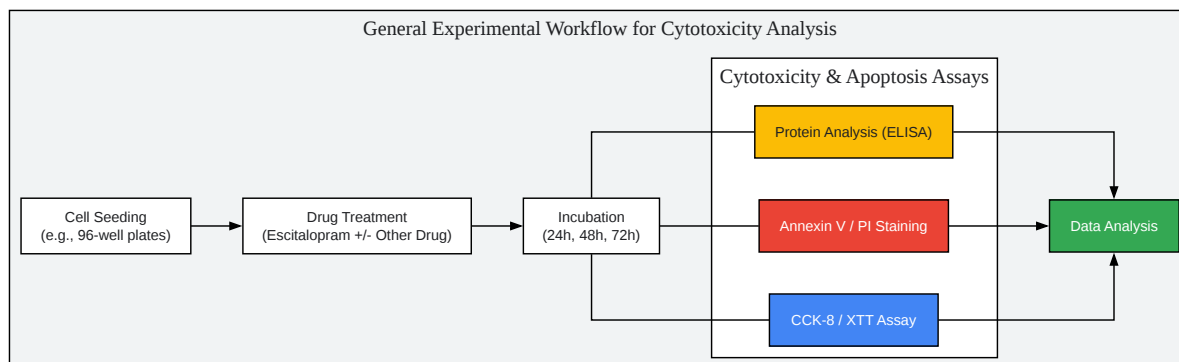 General Experimental Workflow for Cytotoxicity Analysis
Cytotoxicity & Apoptosis Assays
Protein Analysis (ELISA)
Cell Seeding
(e.g., 96-well plates)
Drug Treatment
(Escitalopram +/- Other Drug)
Incubation
(24h, 48h, 72h)
Annexin V / PI Staining
Data Analysis
CCK-8 / XTT Assay